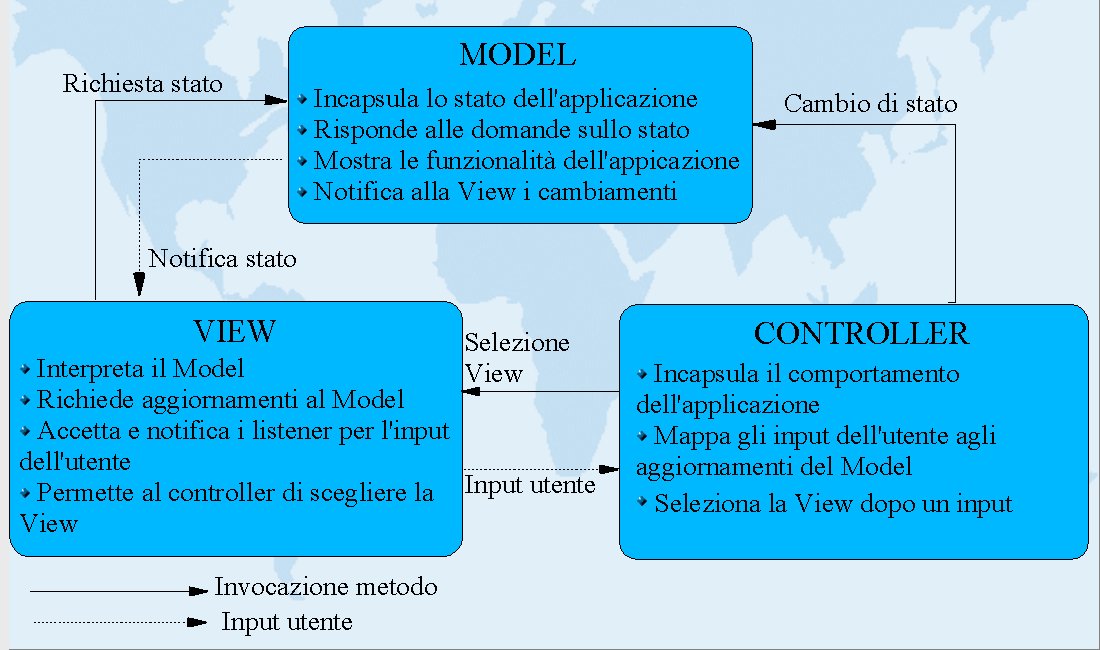 MODEL
Richiesta stato
Incapsula lo stato dell'applicazione
Cambio di stato
Risponde alle domande sullo stato
Mostra le funzionalità dell'appicazione
Notifica alla View i cambiamenti
Notifica stato
VIEW
Interpreta il Model
Richiede aggiornamenti al Model
Accetta e notifica i listener per l'input
dell'utente
Permette al controller di scegliere la
View
Selezione
View
Input utente
CONTROLLER
Incapsula il comportamento
dell'applicazione
Mappa gli input dell'utente agli
aggiornamenti del Model
Seleziona la View dopo un input
Invocazione metodo
Input utente